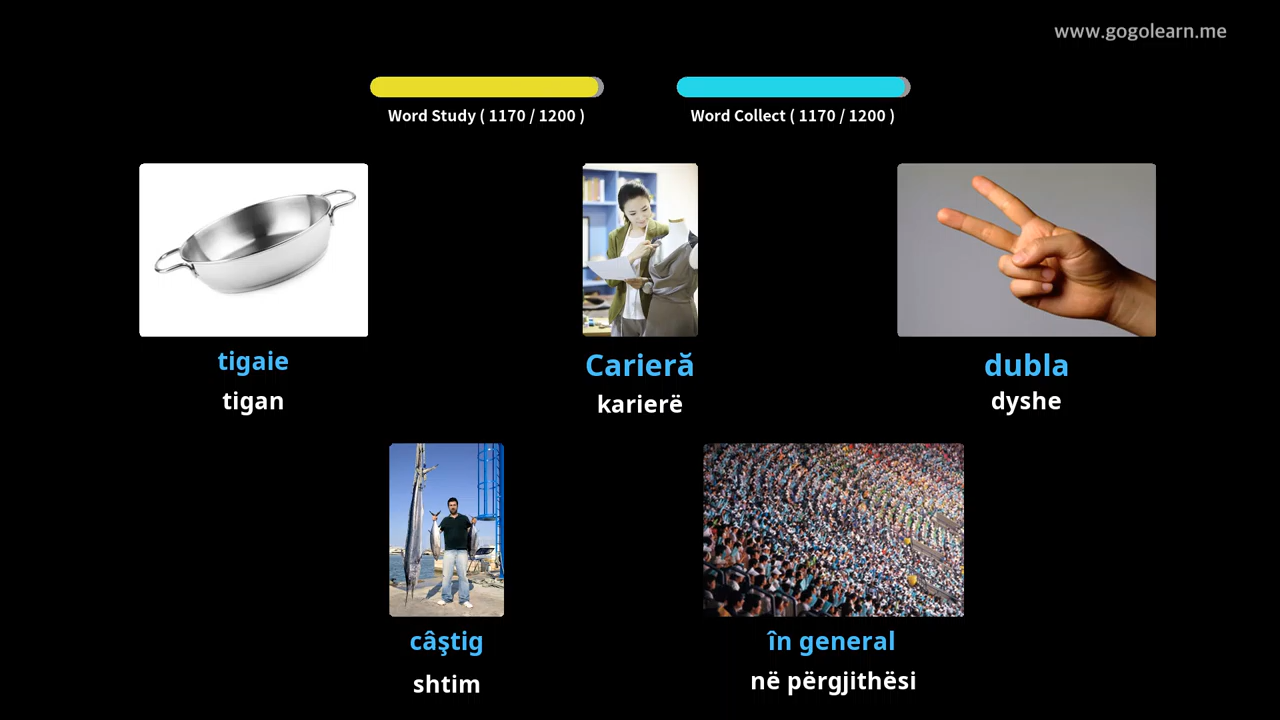 www.gogolearn.me
Word Study ( 1170 / 1200 )
Word Collect ( 1170 / 1200 )
tigaie
tigan
Carieră
karierë
dubla
dyshe
câştig
shtim
în general
në përgjithësi